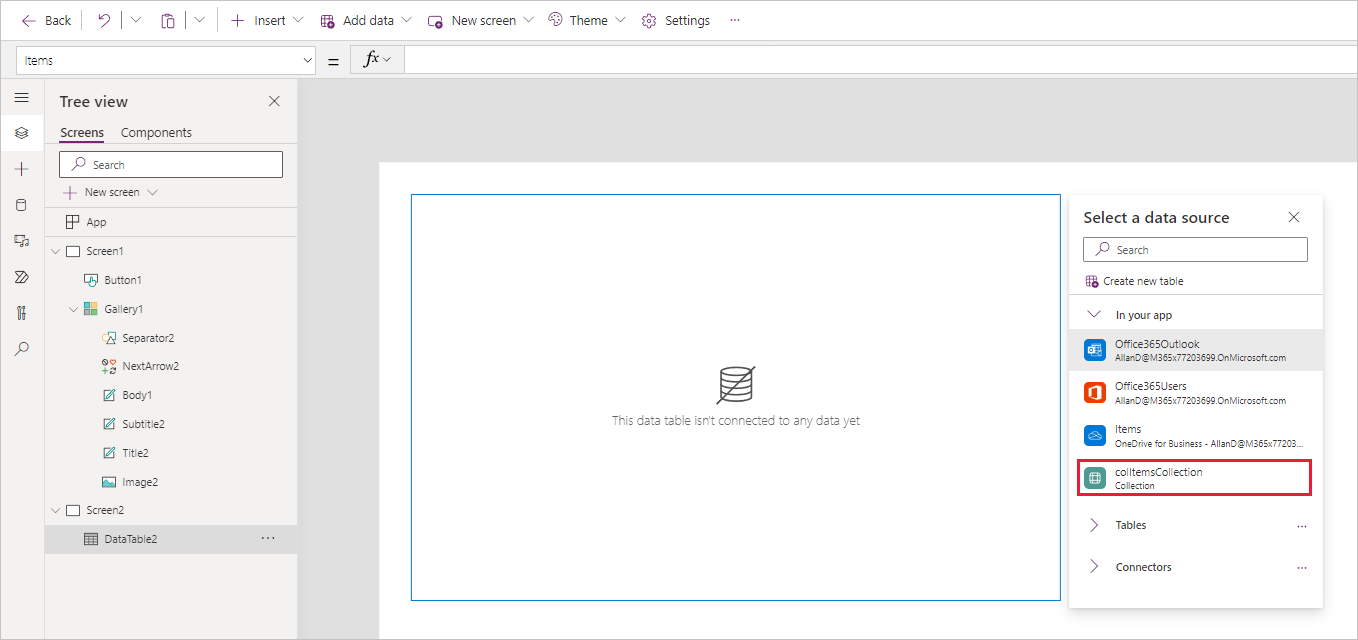 Back
Insert
Add data
New screen
Theme
Settings
...
Items
=
fx
Tree view
Screens
Components
Search
New screen
App
Screen1
Button1
Gallery1
Separator2
NextArrow2
Body1
Subtitle2
Title2
Image2
Screen2
DataTable2
...
This data table isn't connected to any data yet
Select a data source
Search
Create new table
In your app
Office365Outlook
AllanD@M365x77203699.OnMicrosoft.com
Office365Users
AllanD@M365x77203699.OnMicrosoft.com
Items
OneDrive for Business - AllanD@M365x77203...
colItemsCollection
Collection
Tables
...
Connectors
...